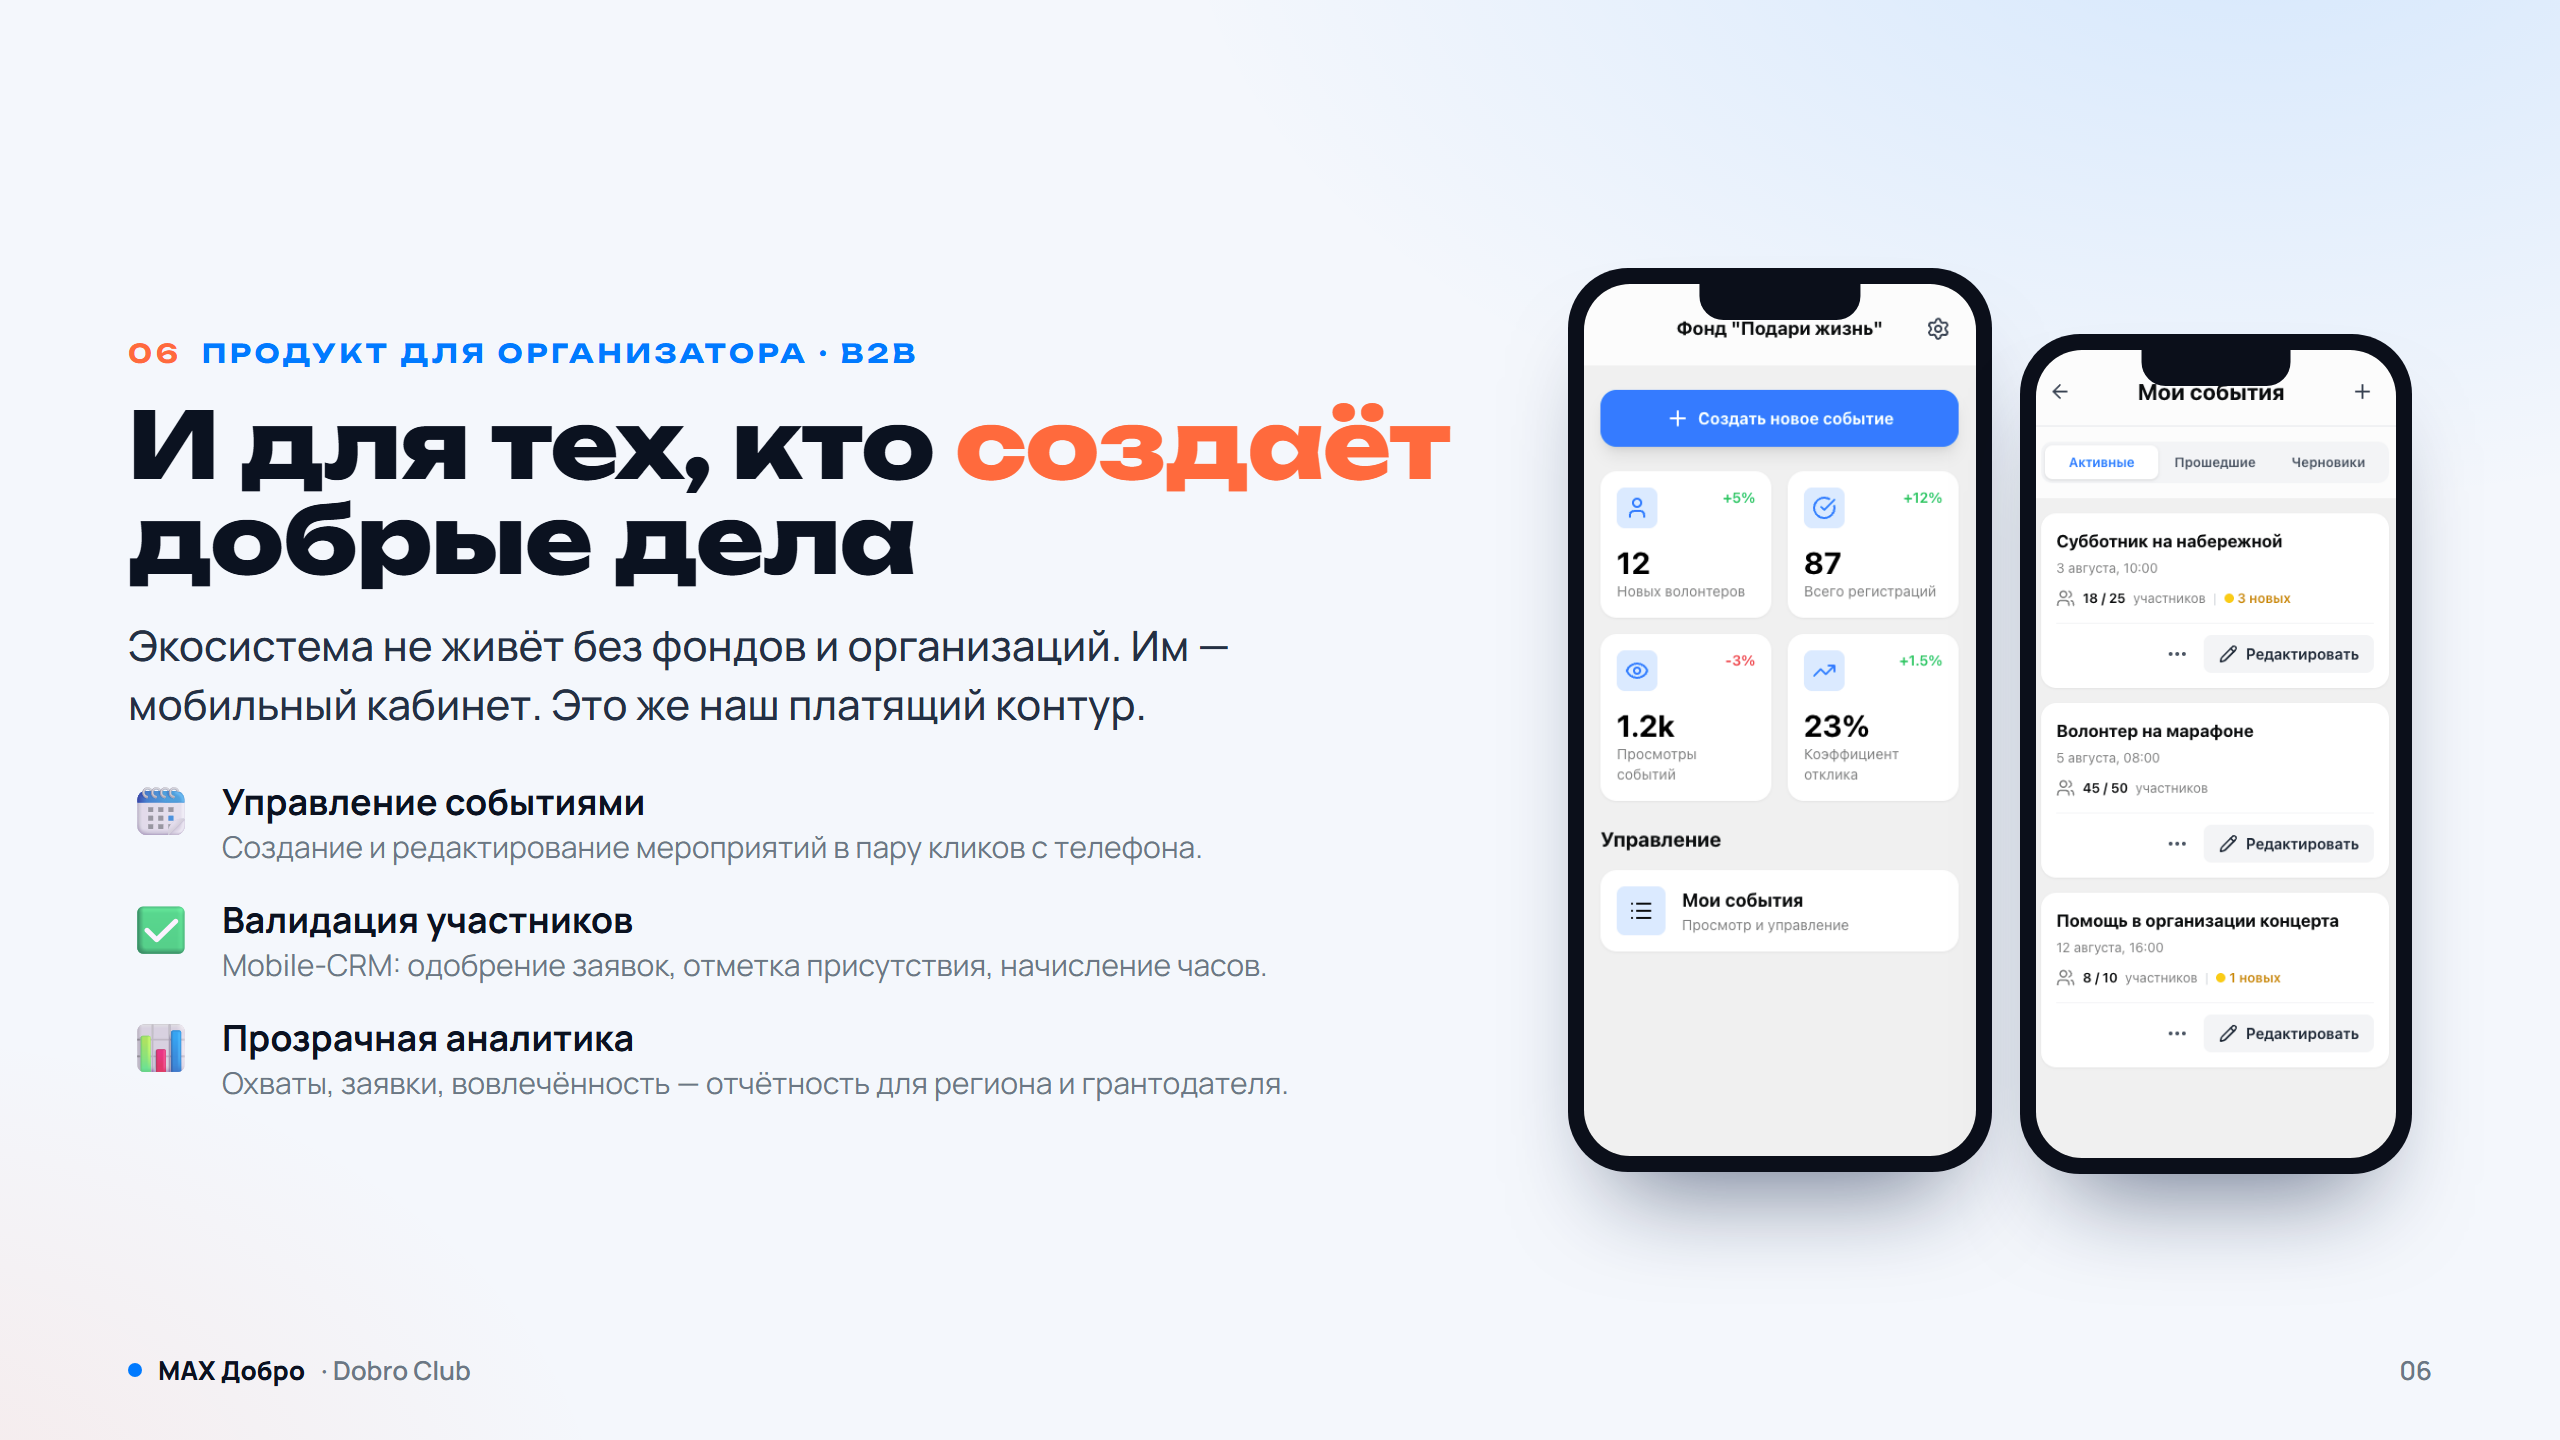 06 ПРОДУКТ ДЛЯ ОРГАНИЗАТОРА · B2B
И для тех, кто создаёт
добрые дела
Экосистема не живёт без фондов и организаций. Им —
мобильный кабинет. Это же наш платящий контур.
Управление событиями
Создание и редактирование мероприятий в пару кликов с телефона.
Валидация участников
Mobile-CRM: одобрение заявок, отметка присутствия, начисление часов.
Прозрачная аналитика
Охваты, заявки, вовлечённость — отчётность для региона и грантодателя.
Фонд "Подари жизнь"
+ Создать новое событие
+5%
12
Новых волонтеров
+12%
87
Всего регистраций
-3%
1.2k
Просмотры
событий
+1.5%
23%
Коэффициент
отклика
Управление
Мои события
Просмотр и управление
Мои события
Активные Прошедшие Черновики
Субботник на набережной
3 августа, 10:00
18 / 25 участников | 3 новых
Редактировать
Волонтер на марафоне
5 августа, 08:00
45 / 50 участников
Редактировать
Помощь в организации концерта
12 августа, 16:00
8 / 10 участников | 1 новых
Редактировать
MAX Добро · Dobro Club
06